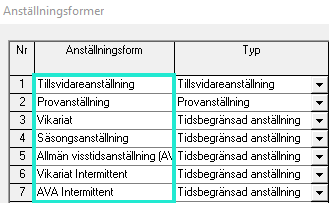 Anställningsformer
Nr Anställningsform Typ
1 Tillsvidareanställning Tillsvidareanställning
2 Provanställning Provanställning
3 Vikariat Tidsbegränsad anställning
4 Säsongsanställning Tidsbegränsad anställning
5 Allmän visstidsanställning (AV Tidsbegränsad anställning
6 Vikariat Intermittent Tidsbegränsad anställning
7 AVA Intermittent Tidsbegränsad anställning